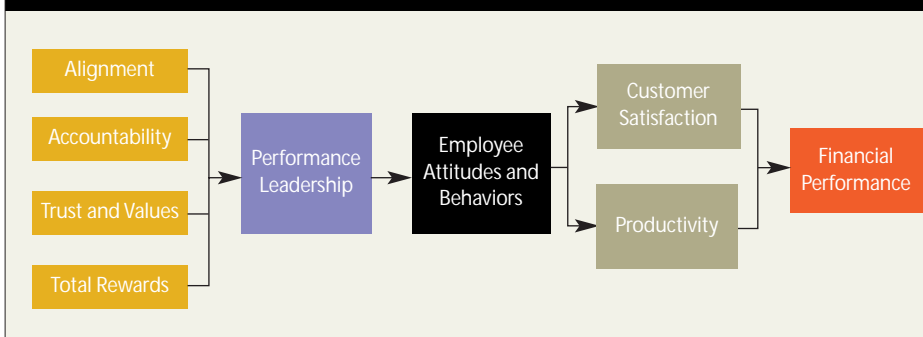 Alignment
Accountability
Trust and Values
Total Rewards
Performance
Leadership
Employee
Attitudes and
Behaviors
Customer
Satisfaction
Productivity
Financial
Performance